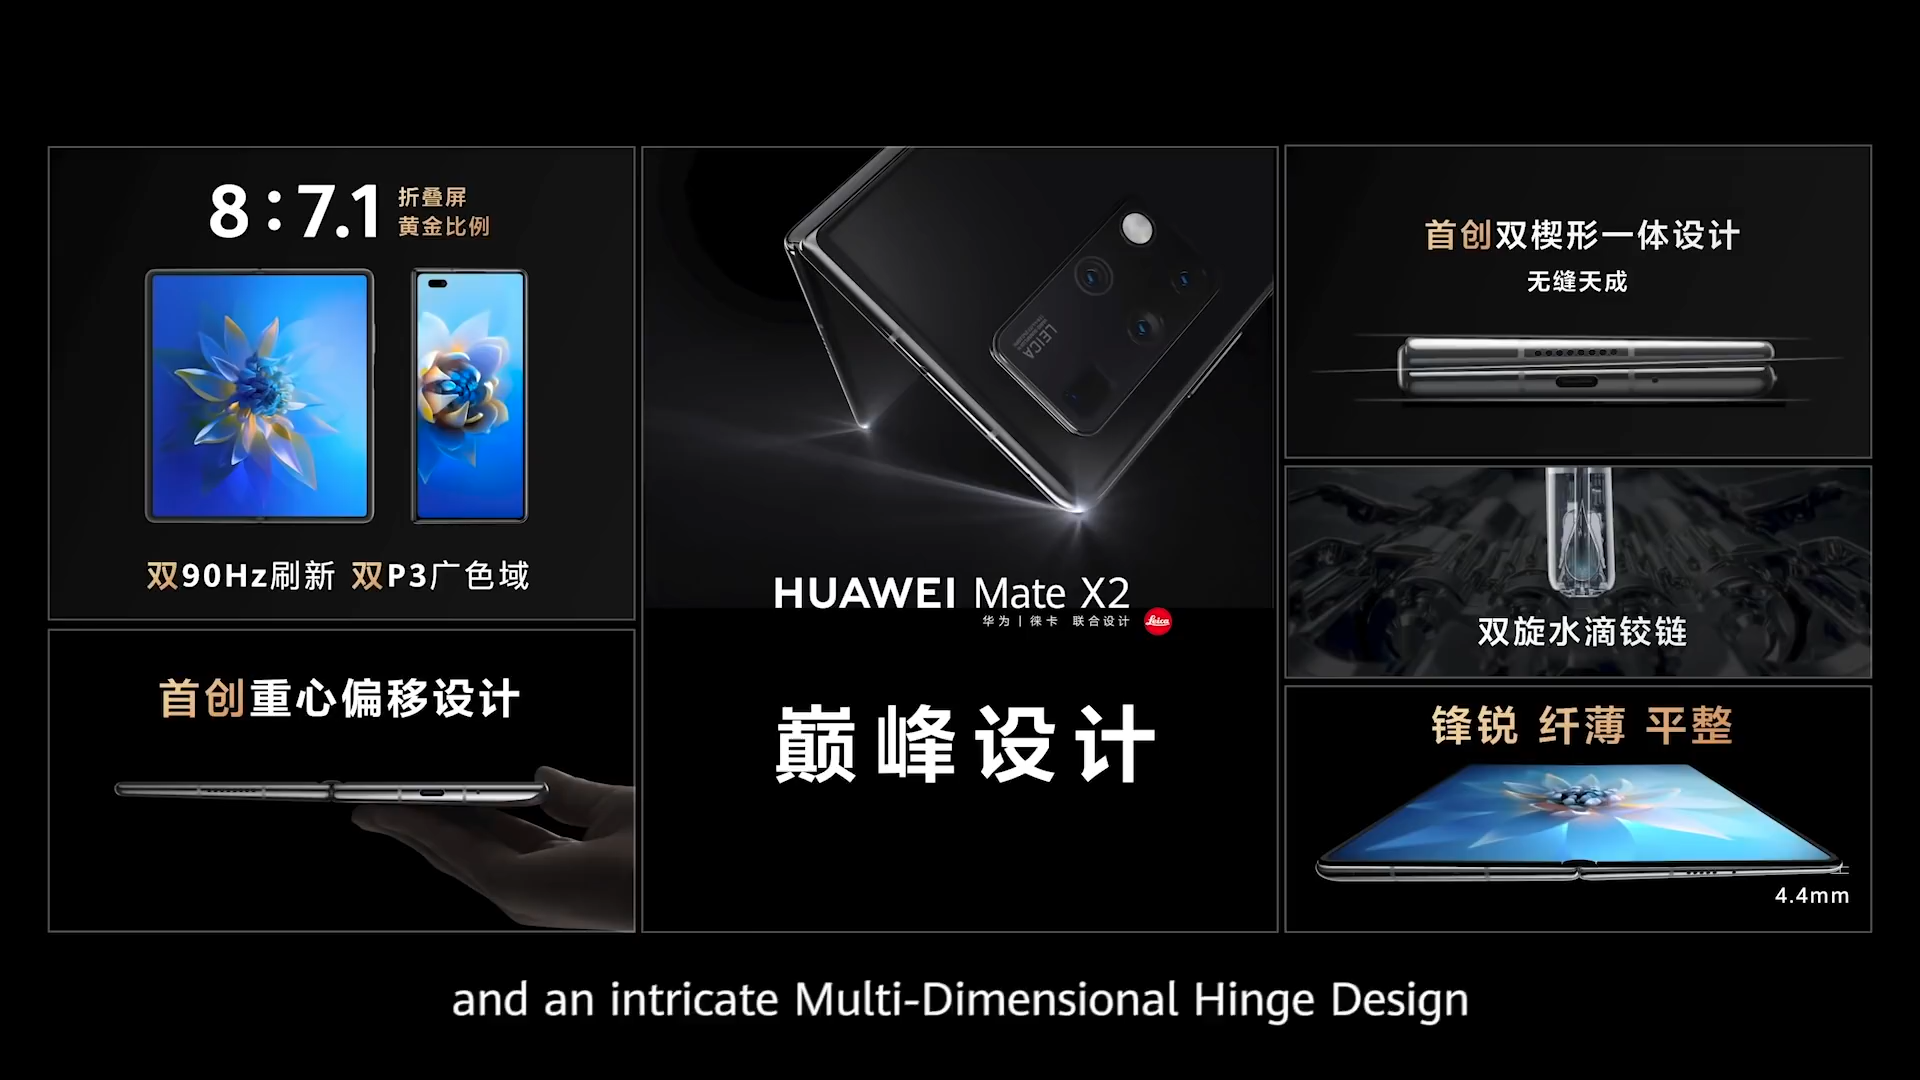 8:7.1
折叠屏
黄金比例
双90Hz刷新 双P3广色域
首创重心偏移设计
LEICA
HUAWEI Mate X2
华为 | 徕卡 联合设计
Leica
巅峰设计
首创双楔形一体设计
无缝天成
双旋水滴铰链
锋锐 纤薄 平整
4.4mm
and an intricate Multi-Dimensional Hinge Design